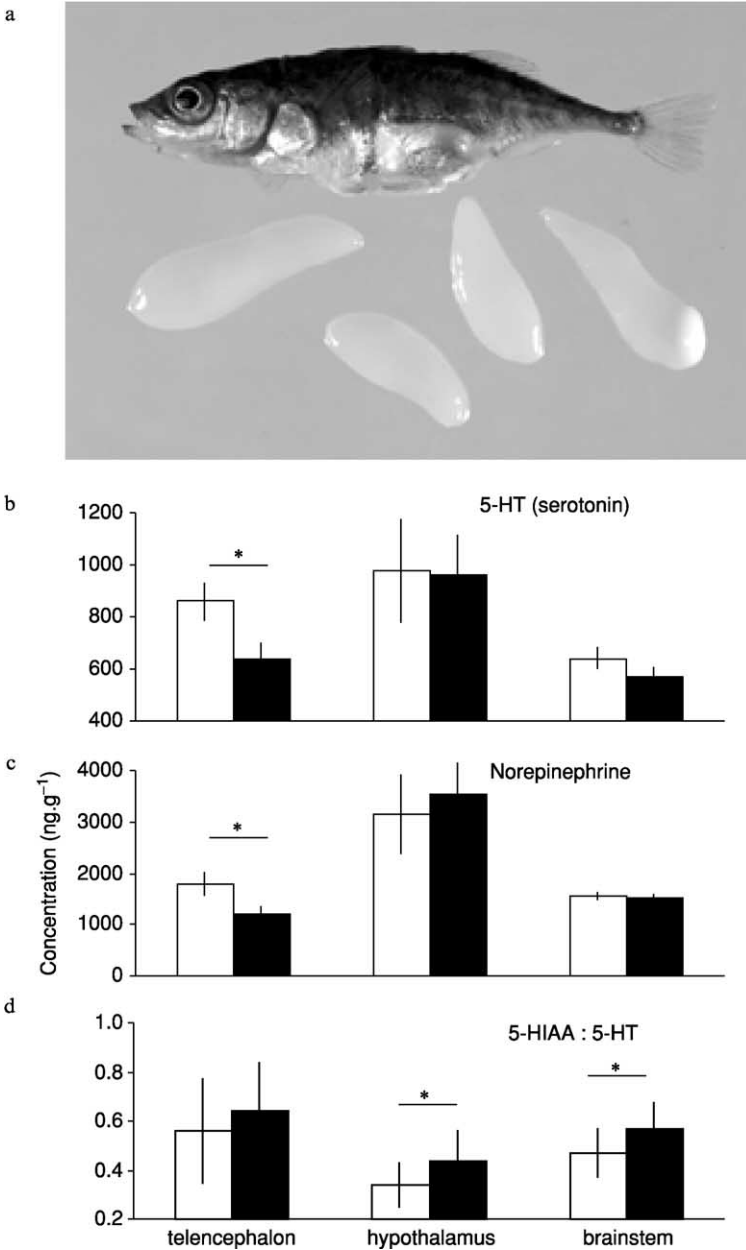 a
b
5-HT (serotonin)
1200
1000
800
600
400
*
c
Norepinephrine
Concentration (ng.g⁻¹)
4000
3000
2000
1000
0
*
d
5-HIAA : 5-HT
1.0
0.8
0.6
0.4
0.2
*
*
telencephalon
hypothalamus
brainstem